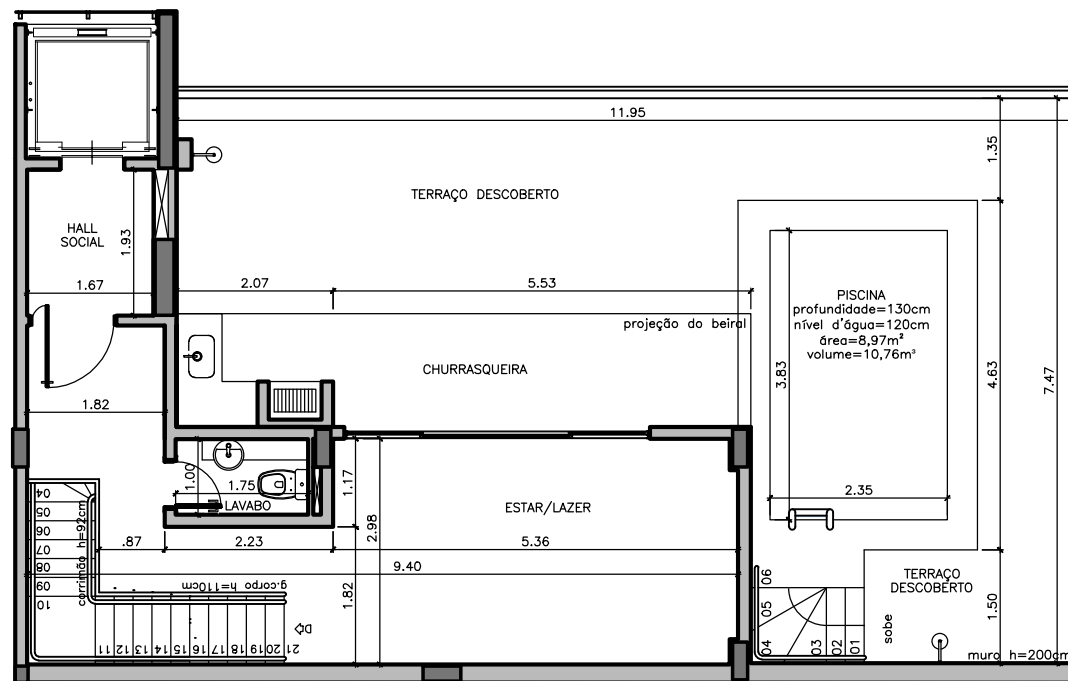 11.95
1.35
TERRAÇO DESCOBERTO
HALL
SOCIAL
1.93
1.67
2.07
5.53
PISCINA
profundidade=130cm
nível d'água=120cm
área=8,97m²
volume=10,76m³
projeção do beiral
CHURRASQUEIRA
3.83
4.63
7.47
1.82
1.00
1.75
LAVABO
1.17
2.98
ESTAR/LAZER
2.35
.87
2.23
5.36
9.40
1.82
corrimão h=92cm
g.corpo h=110cm
04
05
06
07
08
09
10
11
12
13
14
15
16
17
18
19
20
21
D
TERRAÇO
DESCOBERTO
1.50
06
05
04
03
02
01
sobe
muro h=200cm